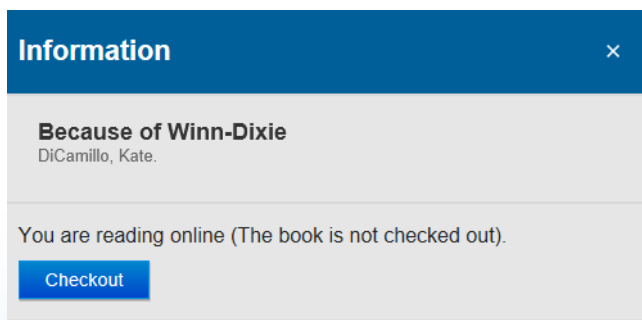 Information
×
Because of Winn-Dixie
DiCamillo, Kate.
You are reading online (The book is not checked out).
Checkout